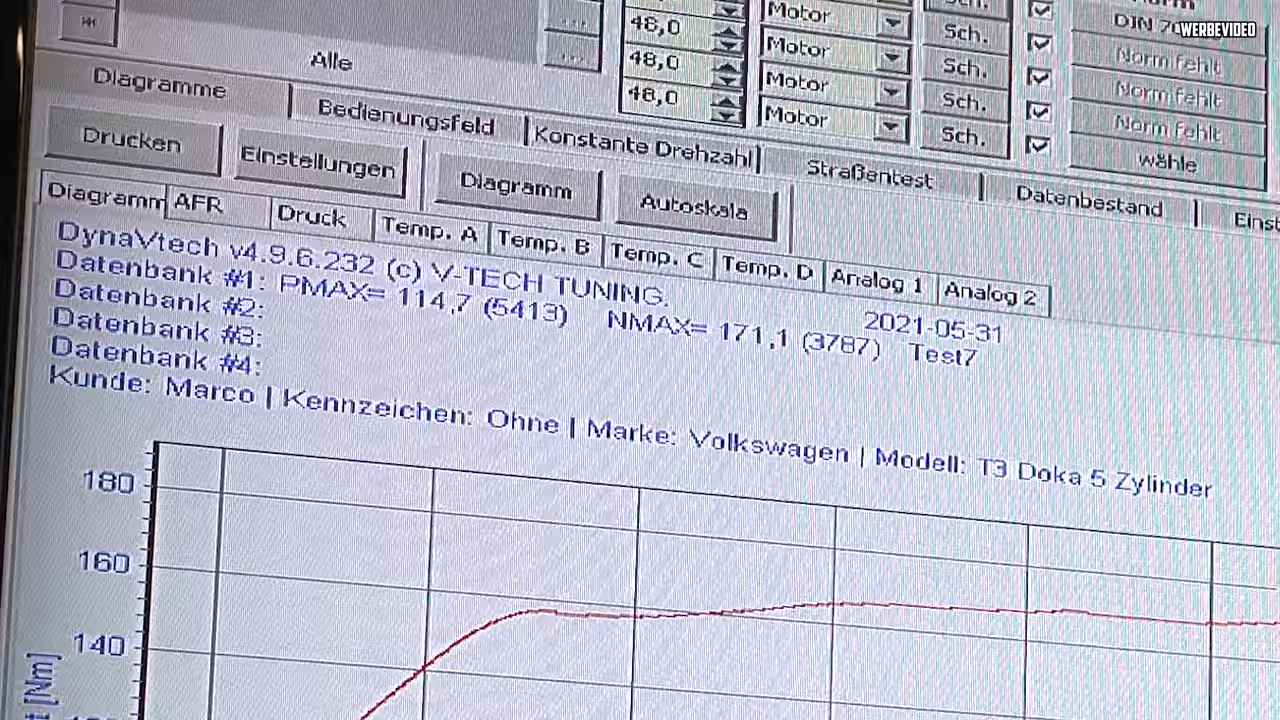 Motor
DIN 70
WERBEVIDEO
48,0
Motor
Sch.
Norm fehlt
48,0
Motor
Sch.
Norm fehlt
48,0
Motor
Sch.
Norm fehlt
Sch.
wähle
Alle
Diagramme
Bedienungsfeld
Konstante Drehzahl
Straßentest
Datenbestand
Einst
Drucken
Einstellungen
Diagramm
Autoskala
Diagramm
AFR
Druck
Temp. A
Temp. B
Temp. C
Temp. D
Analog 1
Analog 2
DynaVtech v4.9.6.232 (c) V-TECH TUNING.
2021-05-31
Datenbank #1: PMAX= 114,7 (5413) NMAX= 171,1 (3787) Test7
Datenbank #2:
Datenbank #3:
Datenbank #4:
Kunde: Marco | Kennzeichen: Ohne | Marke: Volkswagen | Modell: T3 Doka 5 Zylinder
180
160
140
[Nm]